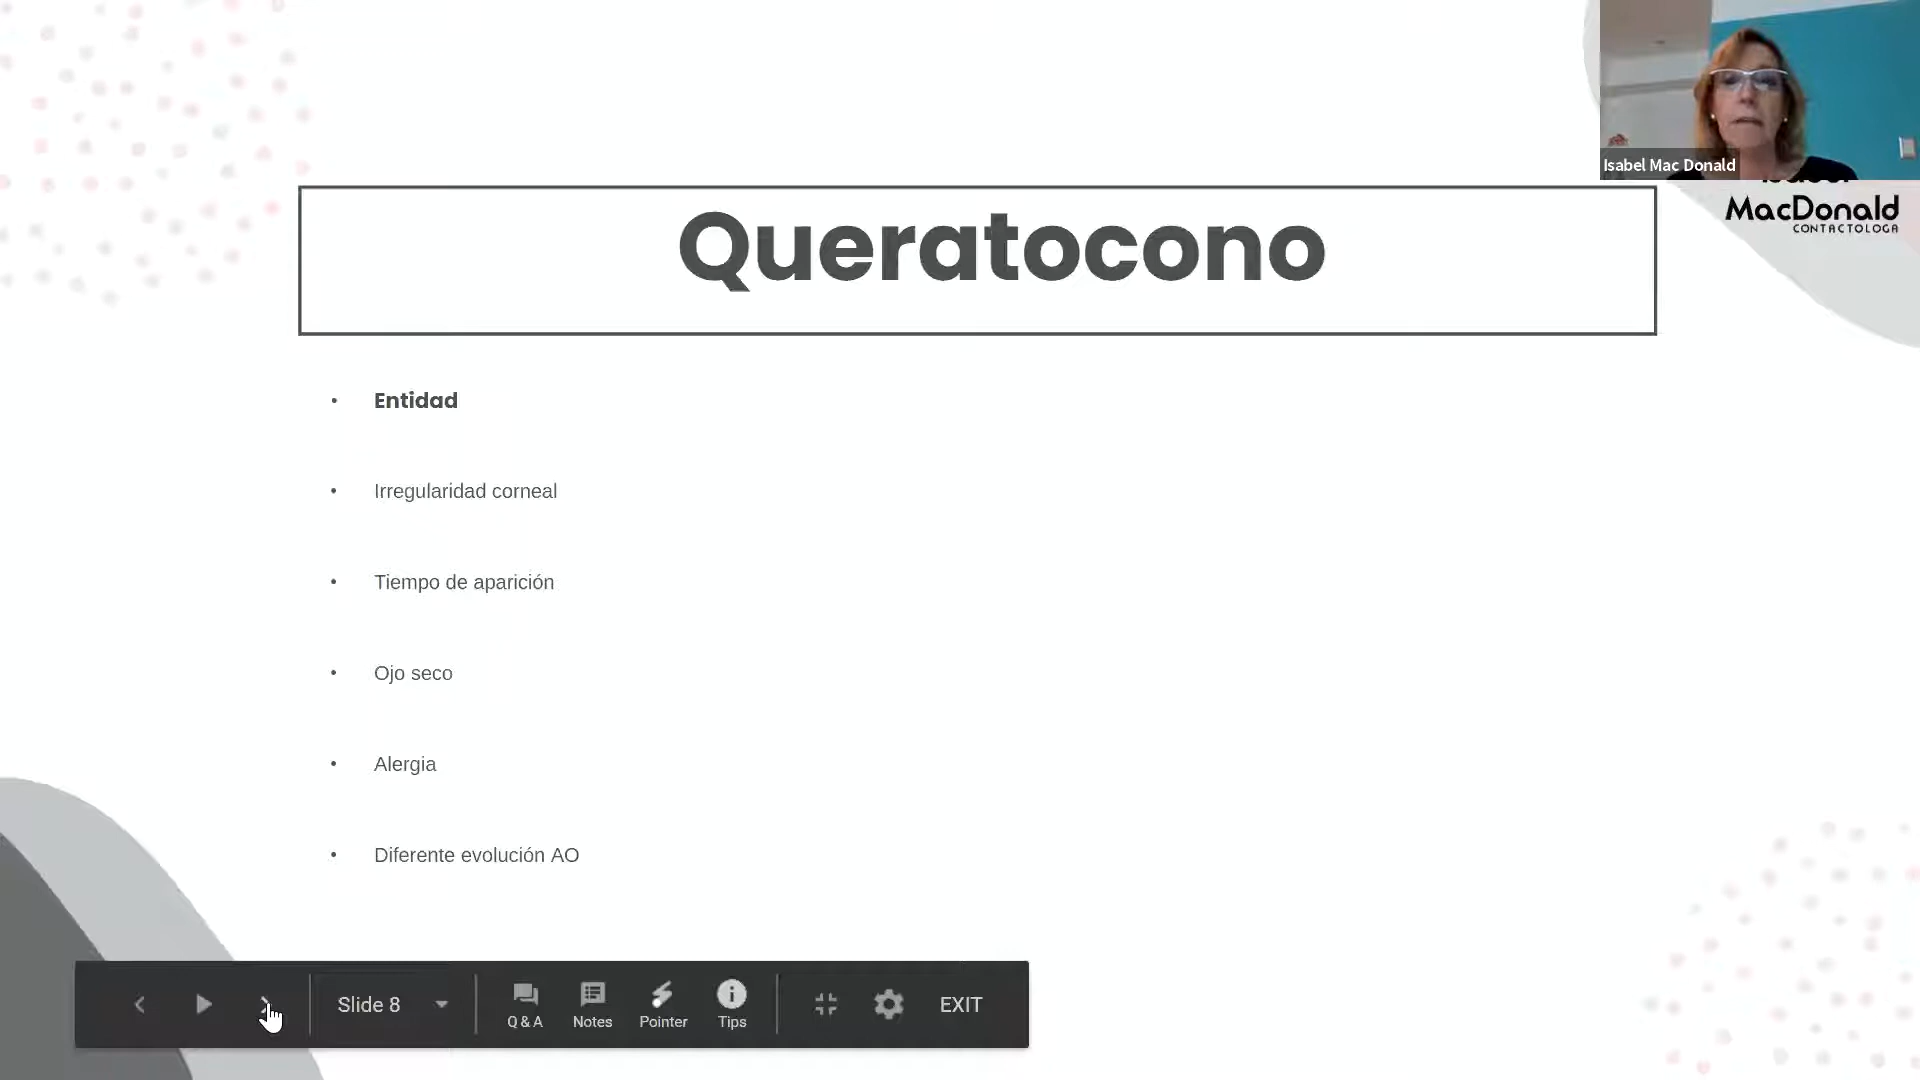 Isabel Mac Donald
MacDonald
CONTACTOLOGA
Queratocono
• Entidad
• Irregularidad corneal
• Tiempo de aparición
• Ojo seco
• Alergia
• Diferente evolución AO
Slide 8
Q & A
Notes
Pointer
Tips
EXIT